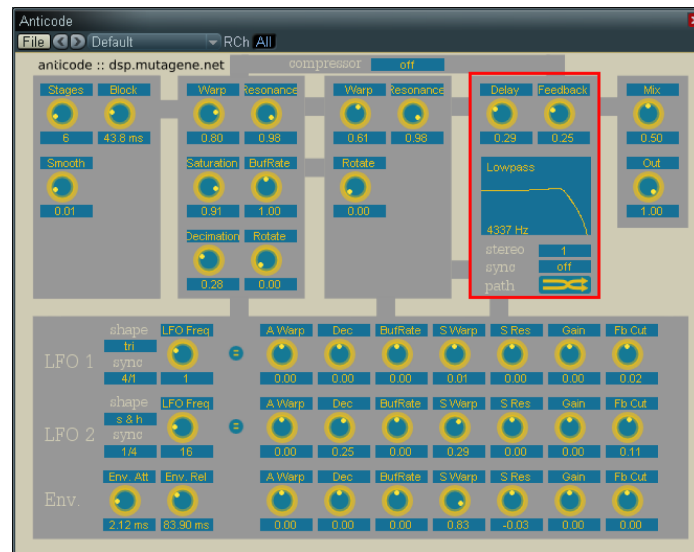 Anticode
File Default RCh All
anticode :: dsp.mutagene.net compressor off
Stages Block Warp Resonance Warp Resonance Delay Feedback Mix
6 43.8 ms 0.80 0.98 0.61 0.98 0.29 0.25 0.50
Smooth Saturation BufRate Rotate Lowpass Out
0.01 0.91 1.00 0.00 1.00
4337 Hz
Decimation Rotate
stereo 1
sync off
0.28 0.00
path
shape LFO Freq A Warp Dec BufRate S Warp S Res Gain Fb Cut
tri
LFO 1 sync
4/1 1 0.00 0.00 0.00 0.01 0.00 0.00 0.02
shape LFO Freq A Warp Dec BufRate S Warp S Res Gain Fb Cut
s & h
LFO 2 sync
1/4 16 0.00 0.25 0.00 0.29 0.00 0.00 0.11
Env. Att Env. Rel A Warp Dec BufRate S Warp S Res Gain Fb Cut
Env.
2.12 ms 83.90 ms 0.00 0.00 0.00 0.83 -0.03 0.00 0.00